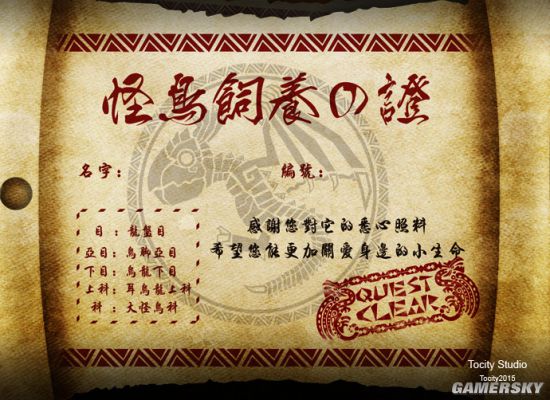 怪鳥飼養の證
名字：
編號：
目：龍盤目
亞目：鳥腳亞目
下目：鳥龍下目
上科：耳鳥龍上科
科：大怪鳥科
感謝您對它的悉心照料
希望您能更加關愛身邊的小生命
QUEST
CLEAR
Tocity Studio
Tocity2015
GAMERSKY